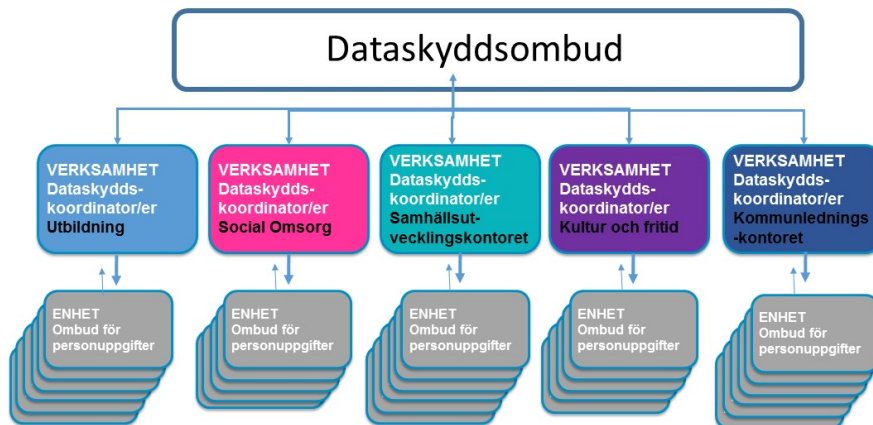 Dataskyddsombud
VERKSAMHET
Dataskydds-
koordinator/er
Utbildning
VERKSAMHET
Dataskydds-
koordinator/er
Social Omsorg
VERKSAMHET
Dataskydds-
koordinator/er
Samhällsut-
vecklingskontoret
VERKSAMHET
Dataskydds-
koordinator/er
Kultur och fritid
VERKSAMHET
Dataskydds-
koordinator/er
Kommunlednings
-kontoret
ENHET
Ombud för
personuppgifter
ENHET
Ombud för
personuppgifter
ENHET
Ombud för
personuppgifter
ENHET
Ombud för
personuppgifter
ENHET
Ombud för
personuppgifter